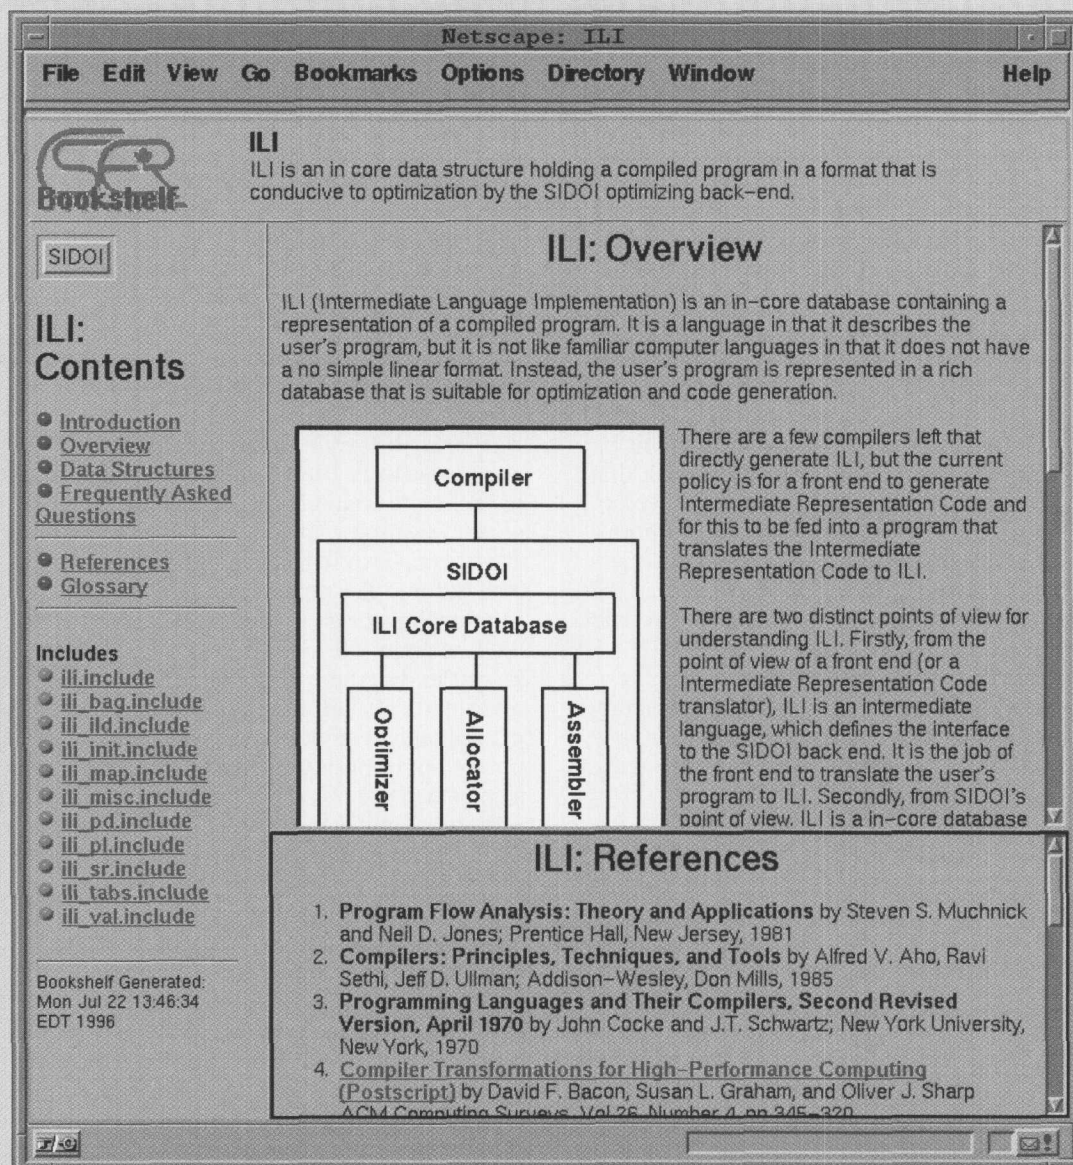 Netscape: ILI
File Edit View Go Bookmarks Options Directory Window Help
Bookshelf
ILI
ILI is an in core data structure holding a compiled program in a format that is
conducive to optimization by the SIDOI optimizing back-end.
SIDOI
ILI:
Contents
Introduction
Overview
Data Structures
Frequently Asked
Questions
References
Glossary
Includes
ili.include
ili_bag.include
ili_ild.include
ili_init.include
ili_map.include
ili_misc.include
ili_pd.include
ili_pl.include
ili_sr.include
ili_tabs.include
ili_val.include
Bookshelf Generated:
Mon Jul 22 13:46:34
EDT 1996
ILI: Overview
ILI (Intermediate Language Implementation) is an in-core database containing a
representation of a compiled program. It is a language in that it describes the
user's program, but it is not like familiar computer languages in that it does not have
a no simple linear format. Instead, the user's program is represented in a rich
database that is suitable for optimization and code generation.
Compiler
SIDOI
ILI Core Database
Optimizer
Allocator
Assembler
There are a few compilers left that
directly generate ILI, but the current
policy is for a front end to generate
Intermediate Representation Code and
for this to be fed into a program that
translates the Intermediate
Representation Code to ILI.
There are two distinct points of view for
understanding ILI. Firstly, from the
point of view of a front end (or a
Intermediate Representation Code
translator), ILI is an intermediate
language, which defines the interface
to the SIDOI back end. It is the job of
the front end to translate the user's
program to ILI. Secondly, from SIDOI's
point of view, ILI is a in-core database
ILI: References
1. Program Flow Analysis: Theory and Applications by Steven S. Muchnick
and Neil D. Jones; Prentice Hall, New Jersey, 1981
2. Compilers: Principles, Techniques, and Tools by Alfred V. Aho, Ravi
Sethi, Jeff D. Ullman; Addison-Wesley, Don Mills, 1985
3. Programming Languages and Their Compilers, Second Revised
Version, April 1970 by John Cocke and J.T. Schwartz; New York University,
New York, 1970
4. Compiler Transformations for High-Performance Computing
(Postscript) by David F. Bacon, Susan L. Graham, and Oliver J. Sharp
ACM Computing Surveys, Vol 26, Number 4, pp 345-320